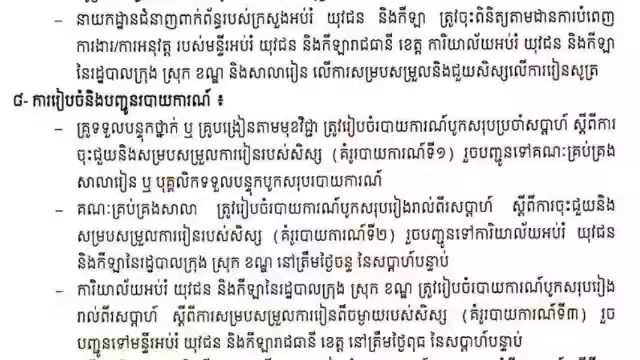 – នាយកដ្ឋានជំនាញពាក់ព័ន្ធរបស់ក្រសួងអប់រំ យុវជន និងកីឡា ត្រូវចុះពិនិត្យតាមដានការបំពេញ
ការងារ/ការអនុវត្ត របស់មន្ទីរអប់រំ យុវជន និងកីឡារាជធានី ខេត្ត ការិយាល័យអប់រំ យុវជន និងកីឡា
នៃរដ្ឋបាលក្រុង ស្រុក ខណ្ឌ និងសាលារៀន លើការសម្របសម្រួលនិងជួយសិស្សលើការរៀនសូត្រ
៨- ការរៀបចំនិងបញ្ជូនរបាយការណ៍ ៖
– គ្រូទទួលបន្ទុកថ្នាក់ ឬ គ្រូបង្រៀនតាមមុខវិជ្ជា ត្រូវរៀបចំរបាយការណ៍បូកសរុបប្រចាំសប្តាហ៍ ស្តីពីការ
ចុះជួយនិងសម្របសម្រួលការរៀនរបស់សិស្ស (គំរូរបាយការណ៍ទី១) រួចបញ្ជូនទៅគណៈគ្រប់គ្រង
សាលារៀន ឬ បុគ្គលិកទទួលបន្ទុកបូកសរុបរបាយការណ៍
– គណៈគ្រប់គ្រងសាលា ត្រូវរៀបចំរបាយការណ៍បូកសរុបរៀងរាល់ពីរសប្តាហ៍ ស្តីពីការចុះជួយនិង
សម្របសម្រួលការរៀនរបស់សិស្ស (គំរូរបាយការណ៍ទី២) រួចបញ្ជូនទៅការិយាល័យអប់រំ យុវជន
និងកីឡានៃរដ្ឋបាលក្រុង ស្រុក ខណ្ឌ នៅត្រឹមថ្ងៃចន្ទ នៃសប្តាហ៍បន្ទាប់
– ការិយាល័យអប់រំ យុវជន និងកីឡានៃរដ្ឋបាលក្រុង ស្រុក ខណ្ឌ ត្រូវរៀបចំរបាយការណ៍បូកសរុបរៀង
រាល់ពីរសប្តាហ៍ ស្តីពីការសម្របសម្រួលការរៀនពីចម្ងាយរបស់សិស្ស (គំរូរបាយការណ៍ទី៣) រួច
បញ្ជូនទៅមន្ទីរអប់រំ យុវជន និងកីឡារាជធានី ខេត្ត នៅត្រឹមថ្ងៃពុធ នៃសប្តាហ៍បន្ទាប់